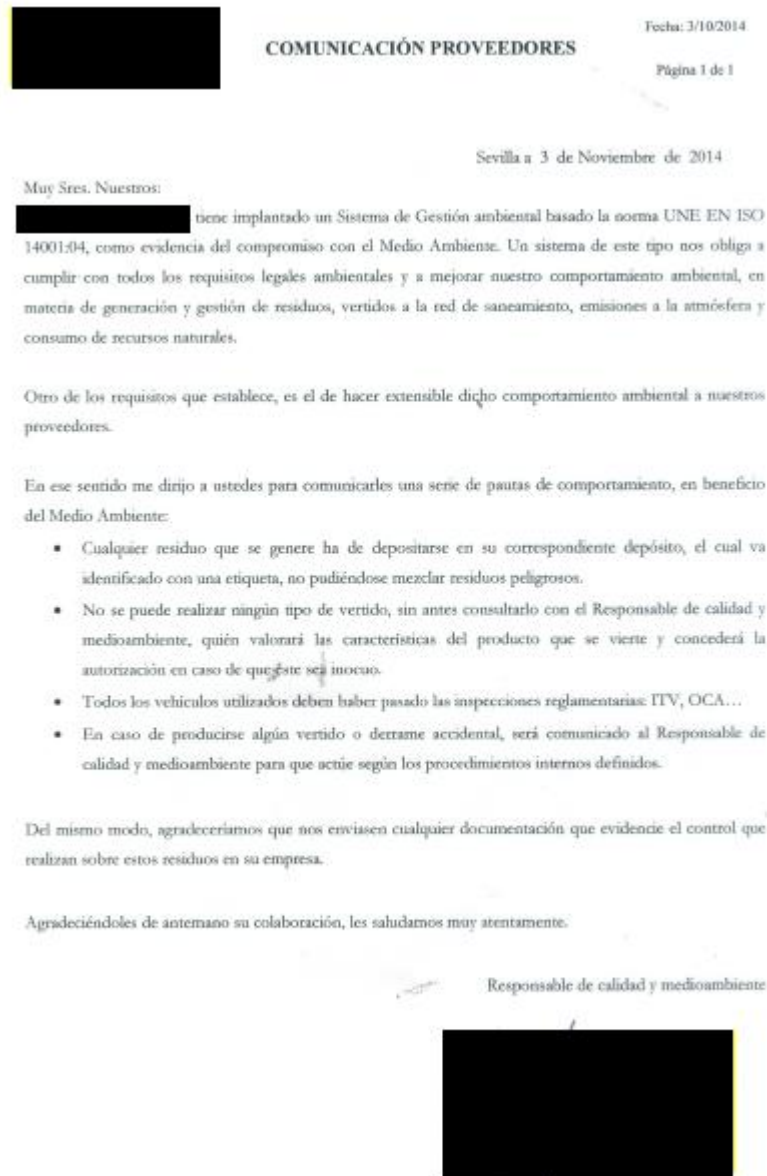 Fecha: 3/10/2014
COMUNICACIÓN PROVEEDORES
Página 1 de 1
Sevilla a 3 de Noviembre de 2014
Muy Sres. Nuestros:
tiene implantado un Sistema de Gestión ambiental basado la norma UNE EN ISO
14001:04, como evidencia del compromiso con el Medio Ambiente. Un sistema de este tipo nos obliga a
cumplir con todos los requisitos legales ambientales y a mejorar nuestro comportamiento ambiental, en
materia de generación y gestión de residuos, vertidos a la red de saneamiento, emisiones a la atmósfera y
consumo de recursos naturales.
Otro de los requisitos que establece, es el de hacer extensible dicho comportamiento ambiental a nuestros
proveedores.
En ese sentido me dirijo a ustedes para comunicarles una serie de pautas de comportamiento, en beneficio
del Medio Ambiente:
▪ Cualquier residuo que se genere ha de depositarse en su correspondiente depósito, el cual va
identificado con una etiqueta, no pudiéndose mezclar residuos peligrosos.
▪ No se puede realizar ningún tipo de vertido, sin antes consultarlo con el Responsable de calidad y
medioambiente, quién valorará las características del producto que se vierte y concederá la
autorización en caso de que éste sea inocuo.
▪ Todos los vehículos utilizados deben haber pasado las inspecciones reglamentarias: ITV, OCA…
▪ En caso de producirse algún vertido o derrame accidental, será comunicado al Responsable de
calidad y medioambiente para que actúe según los procedimientos internos definidos.
Del mismo modo, agradeceríamos que nos enviasen cualquier documentación que evidencie el control que
realizan sobre estos residuos en su empresa.
Agradeciéndoles de antemano su colaboración, les saludamos muy atentamente.
Responsable de calidad y medioambiente